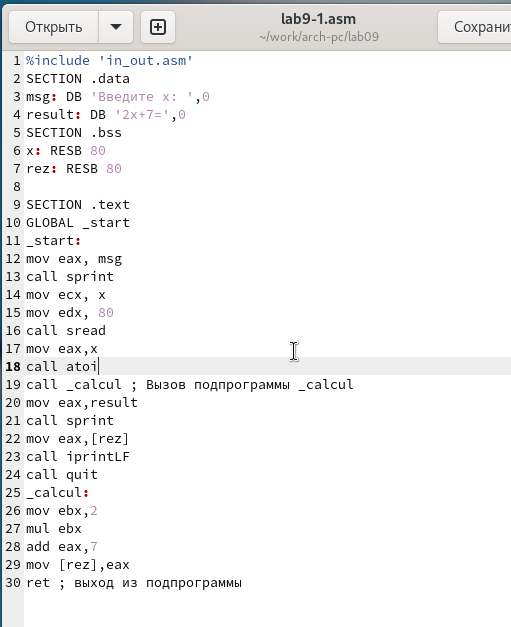 Открыть
lab9-1.asm
~/work/arch-pc/lab09
Сохрани
1 %include 'in_out.asm'
2 SECTION .data
3 msg: DB 'Введите x: ',0
4 result: DB '2x+7=',0
5 SECTION .bss
6 x: RESB 80
7 rez: RESB 80
8
9 SECTION .text
10 GLOBAL _start
11 _start:
12 mov eax, msg
13 call sprint
14 mov ecx, x
15 mov edx, 80
16 call sread
17 mov eax,x
18 call atoi
19 call _calcul ; Вызов подпрограммы _calcul
20 mov eax,result
21 call sprint
22 mov eax,[rez]
23 call iprintLF
24 call quit
25 _calcul:
26 mov ebx,2
27 mul ebx
28 add eax,7
29 mov [rez],eax
30 ret ; выход из подпрограммы